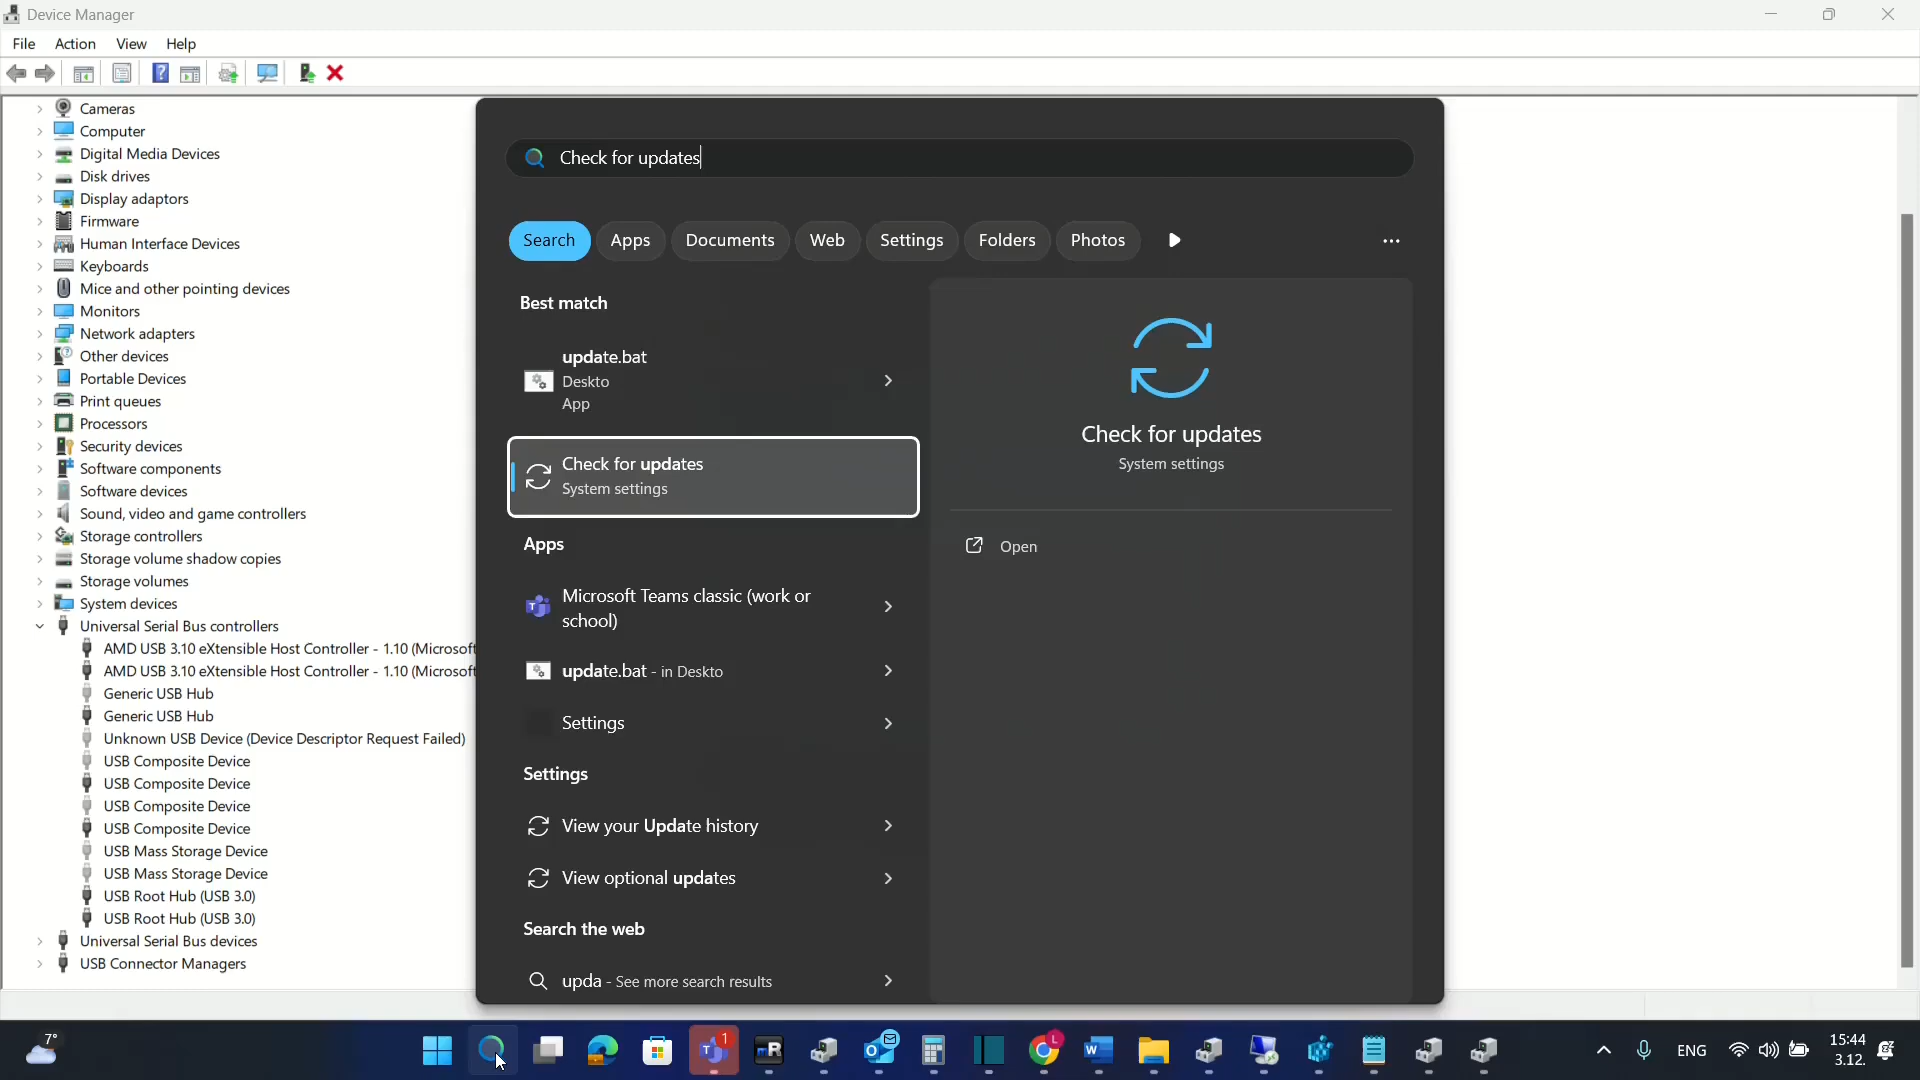 Device Manager
File Action View Help
Cameras
Computer
Digital Media Devices
Disk drives
Display adaptors
Firmware
Human Interface Devices
Keyboards
Mice and other pointing devices
Monitors
Network adapters
Other devices
Portable Devices
Print queues
Processors
Security devices
Software components
Software devices
Sound, video and game controllers
Storage controllers
Storage volume shadow copies
Storage volumes
System devices
Universal Serial Bus controllers
AMD USB 3.10 eXtensible Host Controller - 1.10 (Microsoft
AMD USB 3.10 eXtensible Host Controller - 1.10 (Microsoft
Generic USB Hub
Generic USB Hub
Unknown USB Device (Device Descriptor Request Failed)
USB Composite Device
USB Composite Device
USB Composite Device
USB Composite Device
USB Mass Storage Device
USB Mass Storage Device
USB Root Hub (USB 3.0)
USB Root Hub (USB 3.0)
Universal Serial Bus devices
USB Connector Managers
Check for updates
Search Apps Documents Web Settings Folders Photos
Best match
update.bat
Deskto
App
Check for updates
System settings
Apps
Microsoft Teams classic (work or
school)
update.bat - in Deskto
Settings
Settings
View your Update history
View optional updates
Search the web
upda - See more search results
Check for updates
System settings
Open
7°
1
mR
L
ENG
15:44
3.12.